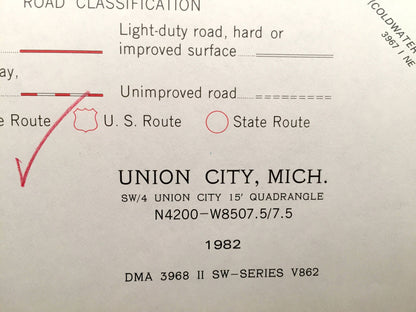 ROAD CLASSIFICATION
Light-duty road, hard or
improved surface
Unimproved road
Route
U. S. Route
State Route
UNION CITY, MICH.
SW/4 UNION CITY 15' QUADRANGLE
N4200-W8507.5/7.5
1982
DMA 3968 II SW-SERIES V862
(COLDWATER
3967 I NE